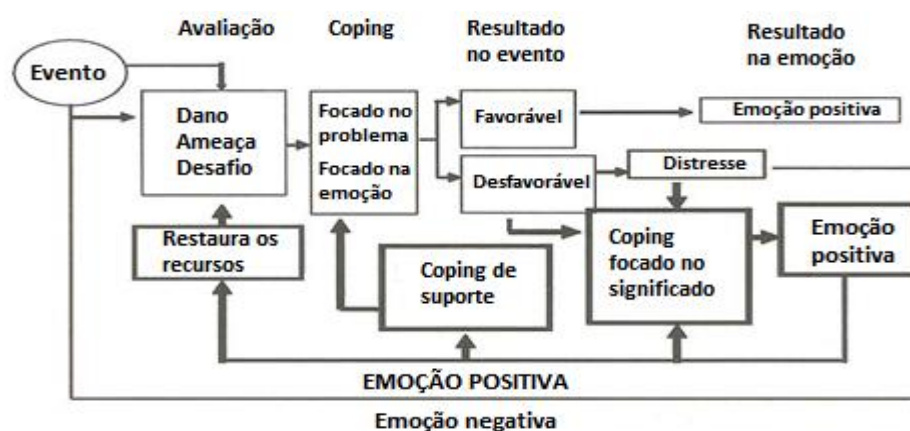 Avaliação
Coping
Resultado
no evento
Resultado
na emoção
Evento
Dano
Ameaça
Desafio
Focado no
problema
Focado na
emoção
Favorável
Emoção positiva
Desfavorável
Distresse
Restaura os
recursos
Coping de
suporte
Coping
focado no
significado
Emoção
positiva
EMOÇÃO POSITIVA
Emoção negativa